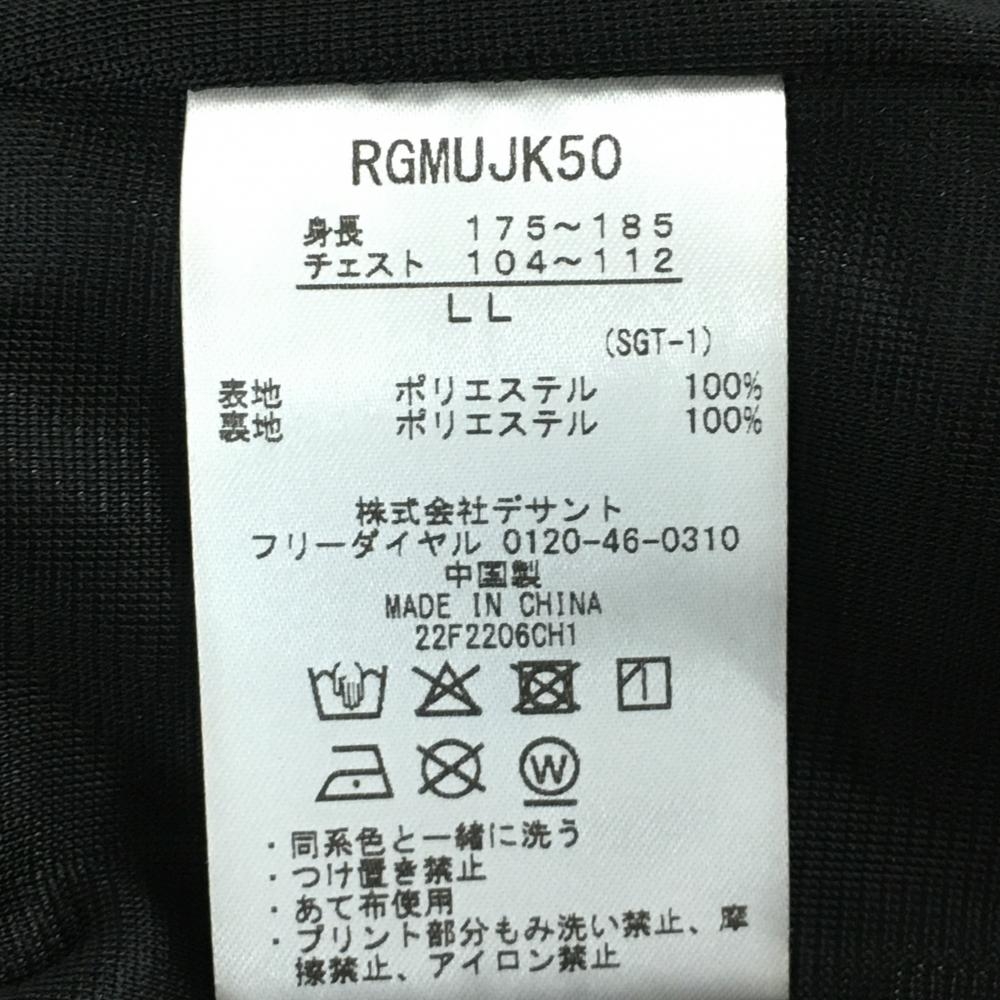 RGMUJK50
身長 175～185
チェスト 104～112
LL
(SGT-1)
表地 ポリエステル 100%
裏地 ポリエステル 100%
株式会社デサント
フリーダイヤル 0120-46-0310
中国製
MADE IN CHINA
22F2206CH1
W
・同系色と一緒に洗う
・つけ置き禁止
・あて布使用
・プリント部分もみ洗い禁止、摩
擦禁止、アイロン禁止